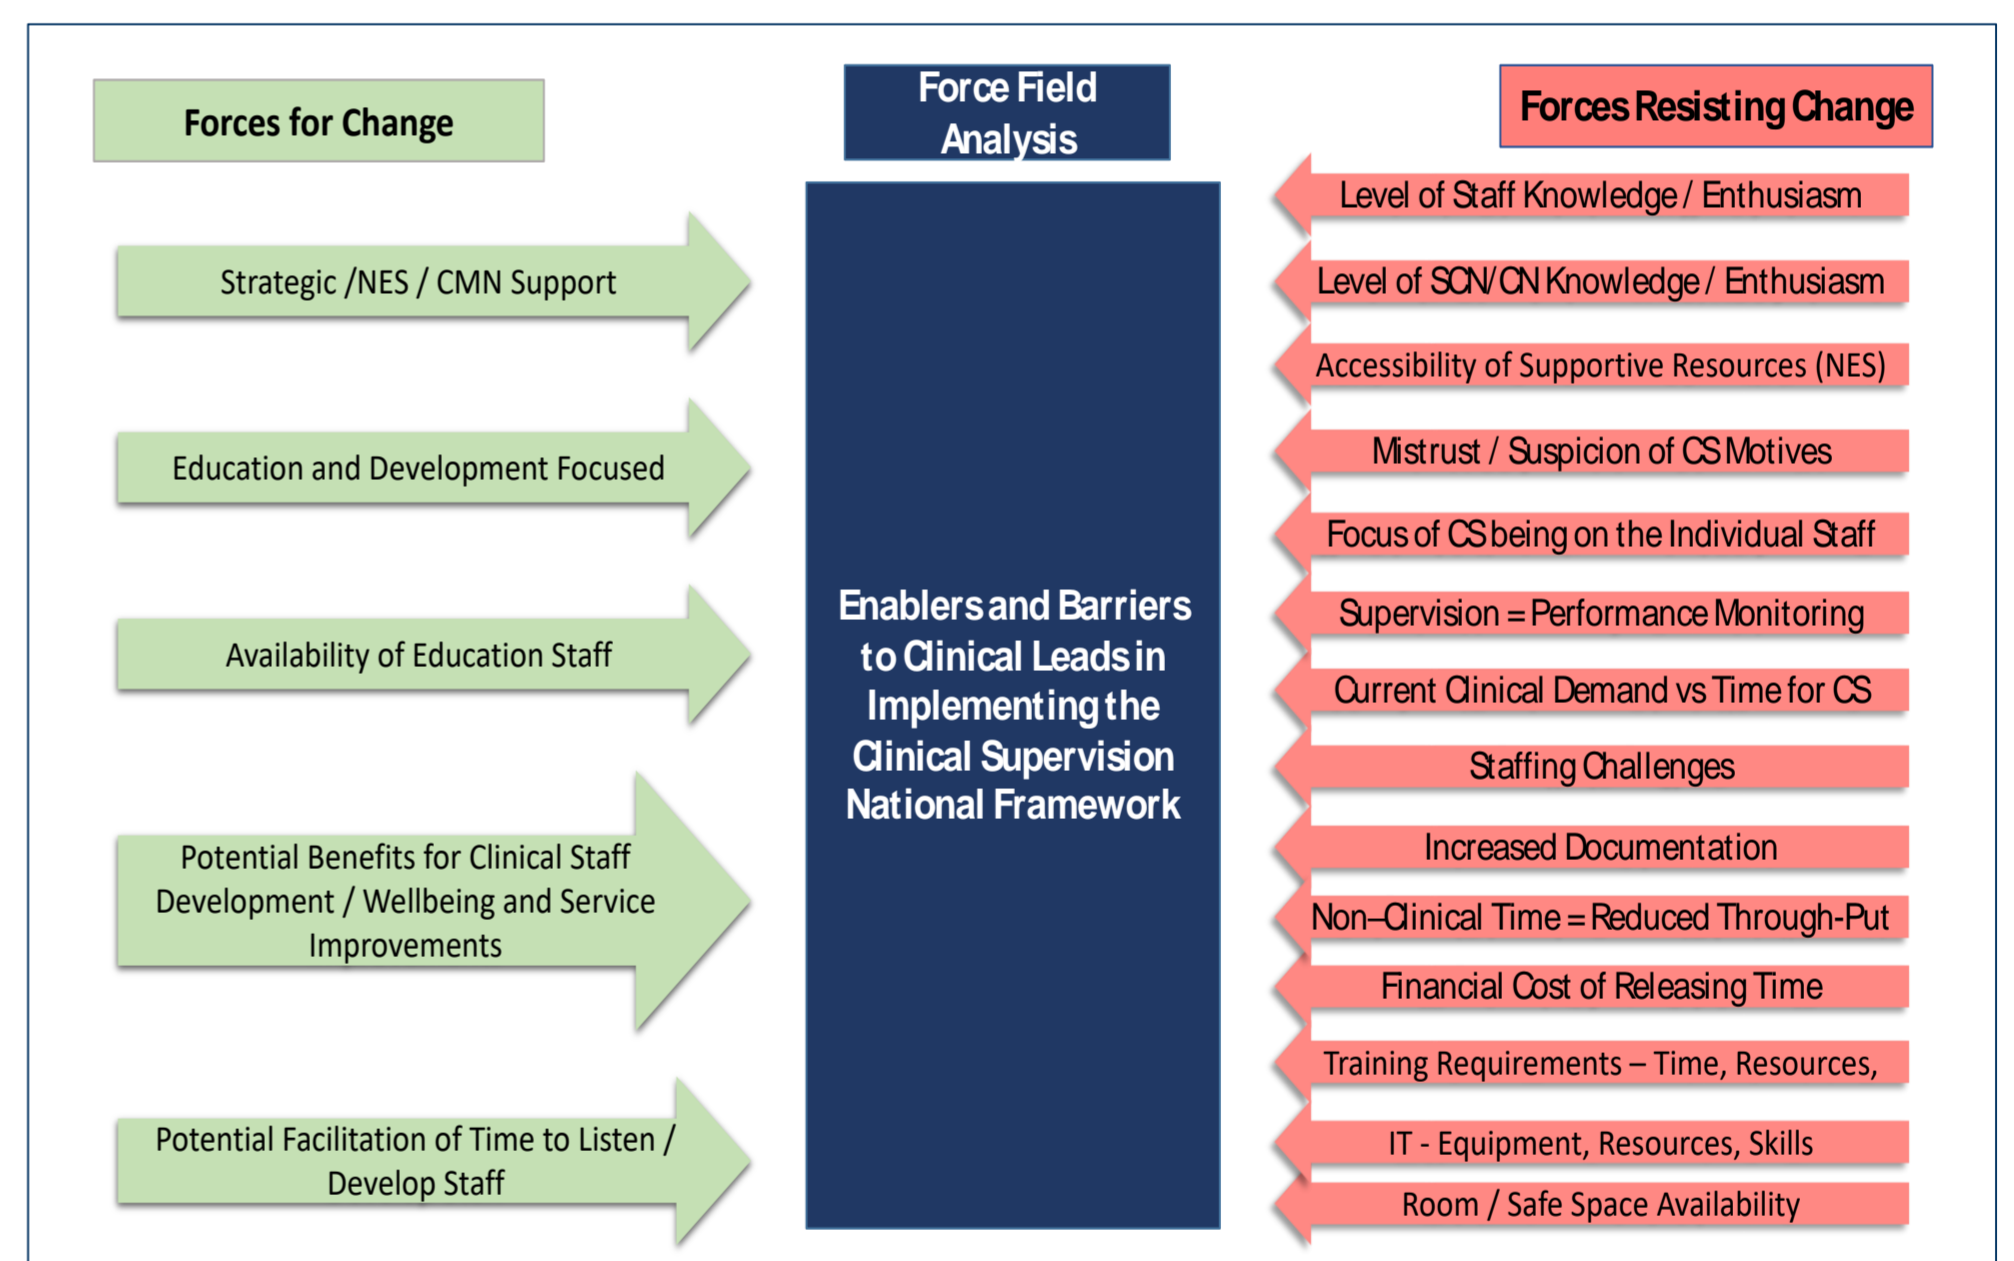 Forces for Change
Force Field
Analysis
Forces Resisting Change
Strategic /NES / CMN Support
Education and Development Focused
Availability of Education Staff
Potential Benefits for Clinical Staff
Development / Wellbeing and Service
Improvements
Potential Facilitation of Time to Listen /
Develop Staff
Enablers and Barriers
to Clinical Leads in
Implementing the
Clinical Supervision
National Framework
Level of Staff Knowledge / Enthusiasm
Level of SCN/CN Knowledge / Enthusiasm
Accessibility of Supportive Resources (NES)
Mistrust / Suspicion of CS Motives
Focus of CS being on the Individual Staff
Supervision = Performance Monitoring
Current Clinical Demand vs Time for CS
Staffing Challenges
Increased Documentation
Non–Clinical Time = Reduced Through-Put
Financial Cost of Releasing Time
Training Requirements – Time, Resources,
IT - Equipment, Resources, Skills
Room / Safe Space Availability